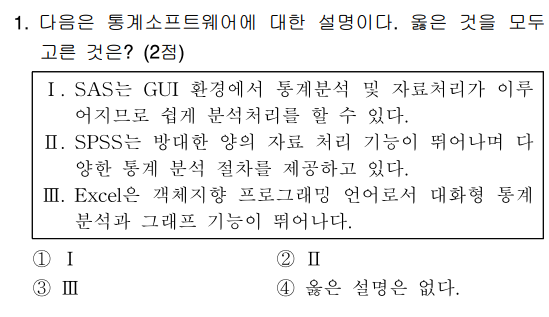 1. 다음은 통계소프트웨어에 대한 설명이다. 옳은 것을 모두
고른 것은? (2점)
Ⅰ. SAS는 GUI 환경에서 통계분석 및 자료처리가 이루
어지므로 쉽게 분석처리를 할 수 있다.
Ⅱ. SPSS는 방대한 양의 자료 처리 기능이 뛰어나며 다
양한 통계 분석 절차를 제공하고 있다.
Ⅲ. Excel은 객체지향 프로그래밍 언어로서 대화형 통계
분석과 그래프 기능이 뛰어나다.
① Ⅰ ② Ⅱ
③ Ⅲ ④ 옳은 설명은 없다.